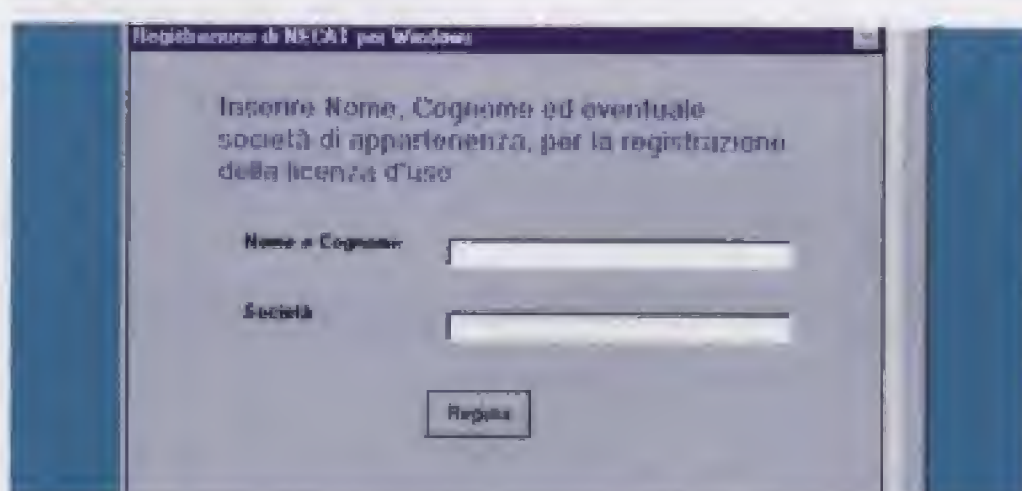 Registrazione di NECAT per Windows
Inserire Nome, Cognome ed eventuale
società di appartenenza, per la registrazione
della licenza d'uso
Nome e Cognome
Società